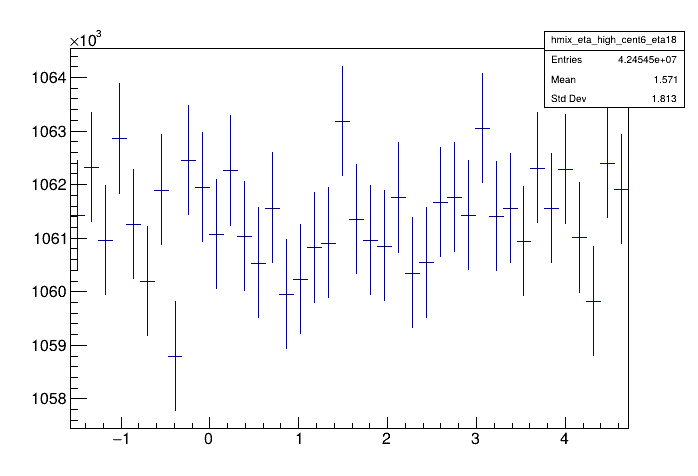 ×10³
hmix_eta_high_cent6_eta18
Entries 4.24545e+07
Mean 1.571
Std Dev 1.813
1064
1063
1062
1061
1060
1059
1058
−1 0 1 2 3 4